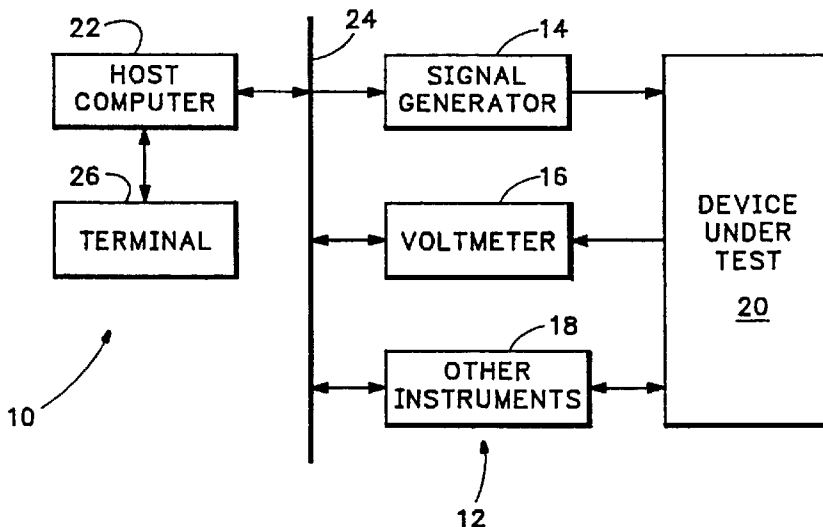 22
HOST
COMPUTER
24
14
SIGNAL
GENERATOR
26
TERMINAL
16
VOLTMETER
DEVICE
UNDER
TEST
20
18
OTHER
INSTRUMENTS
10
12